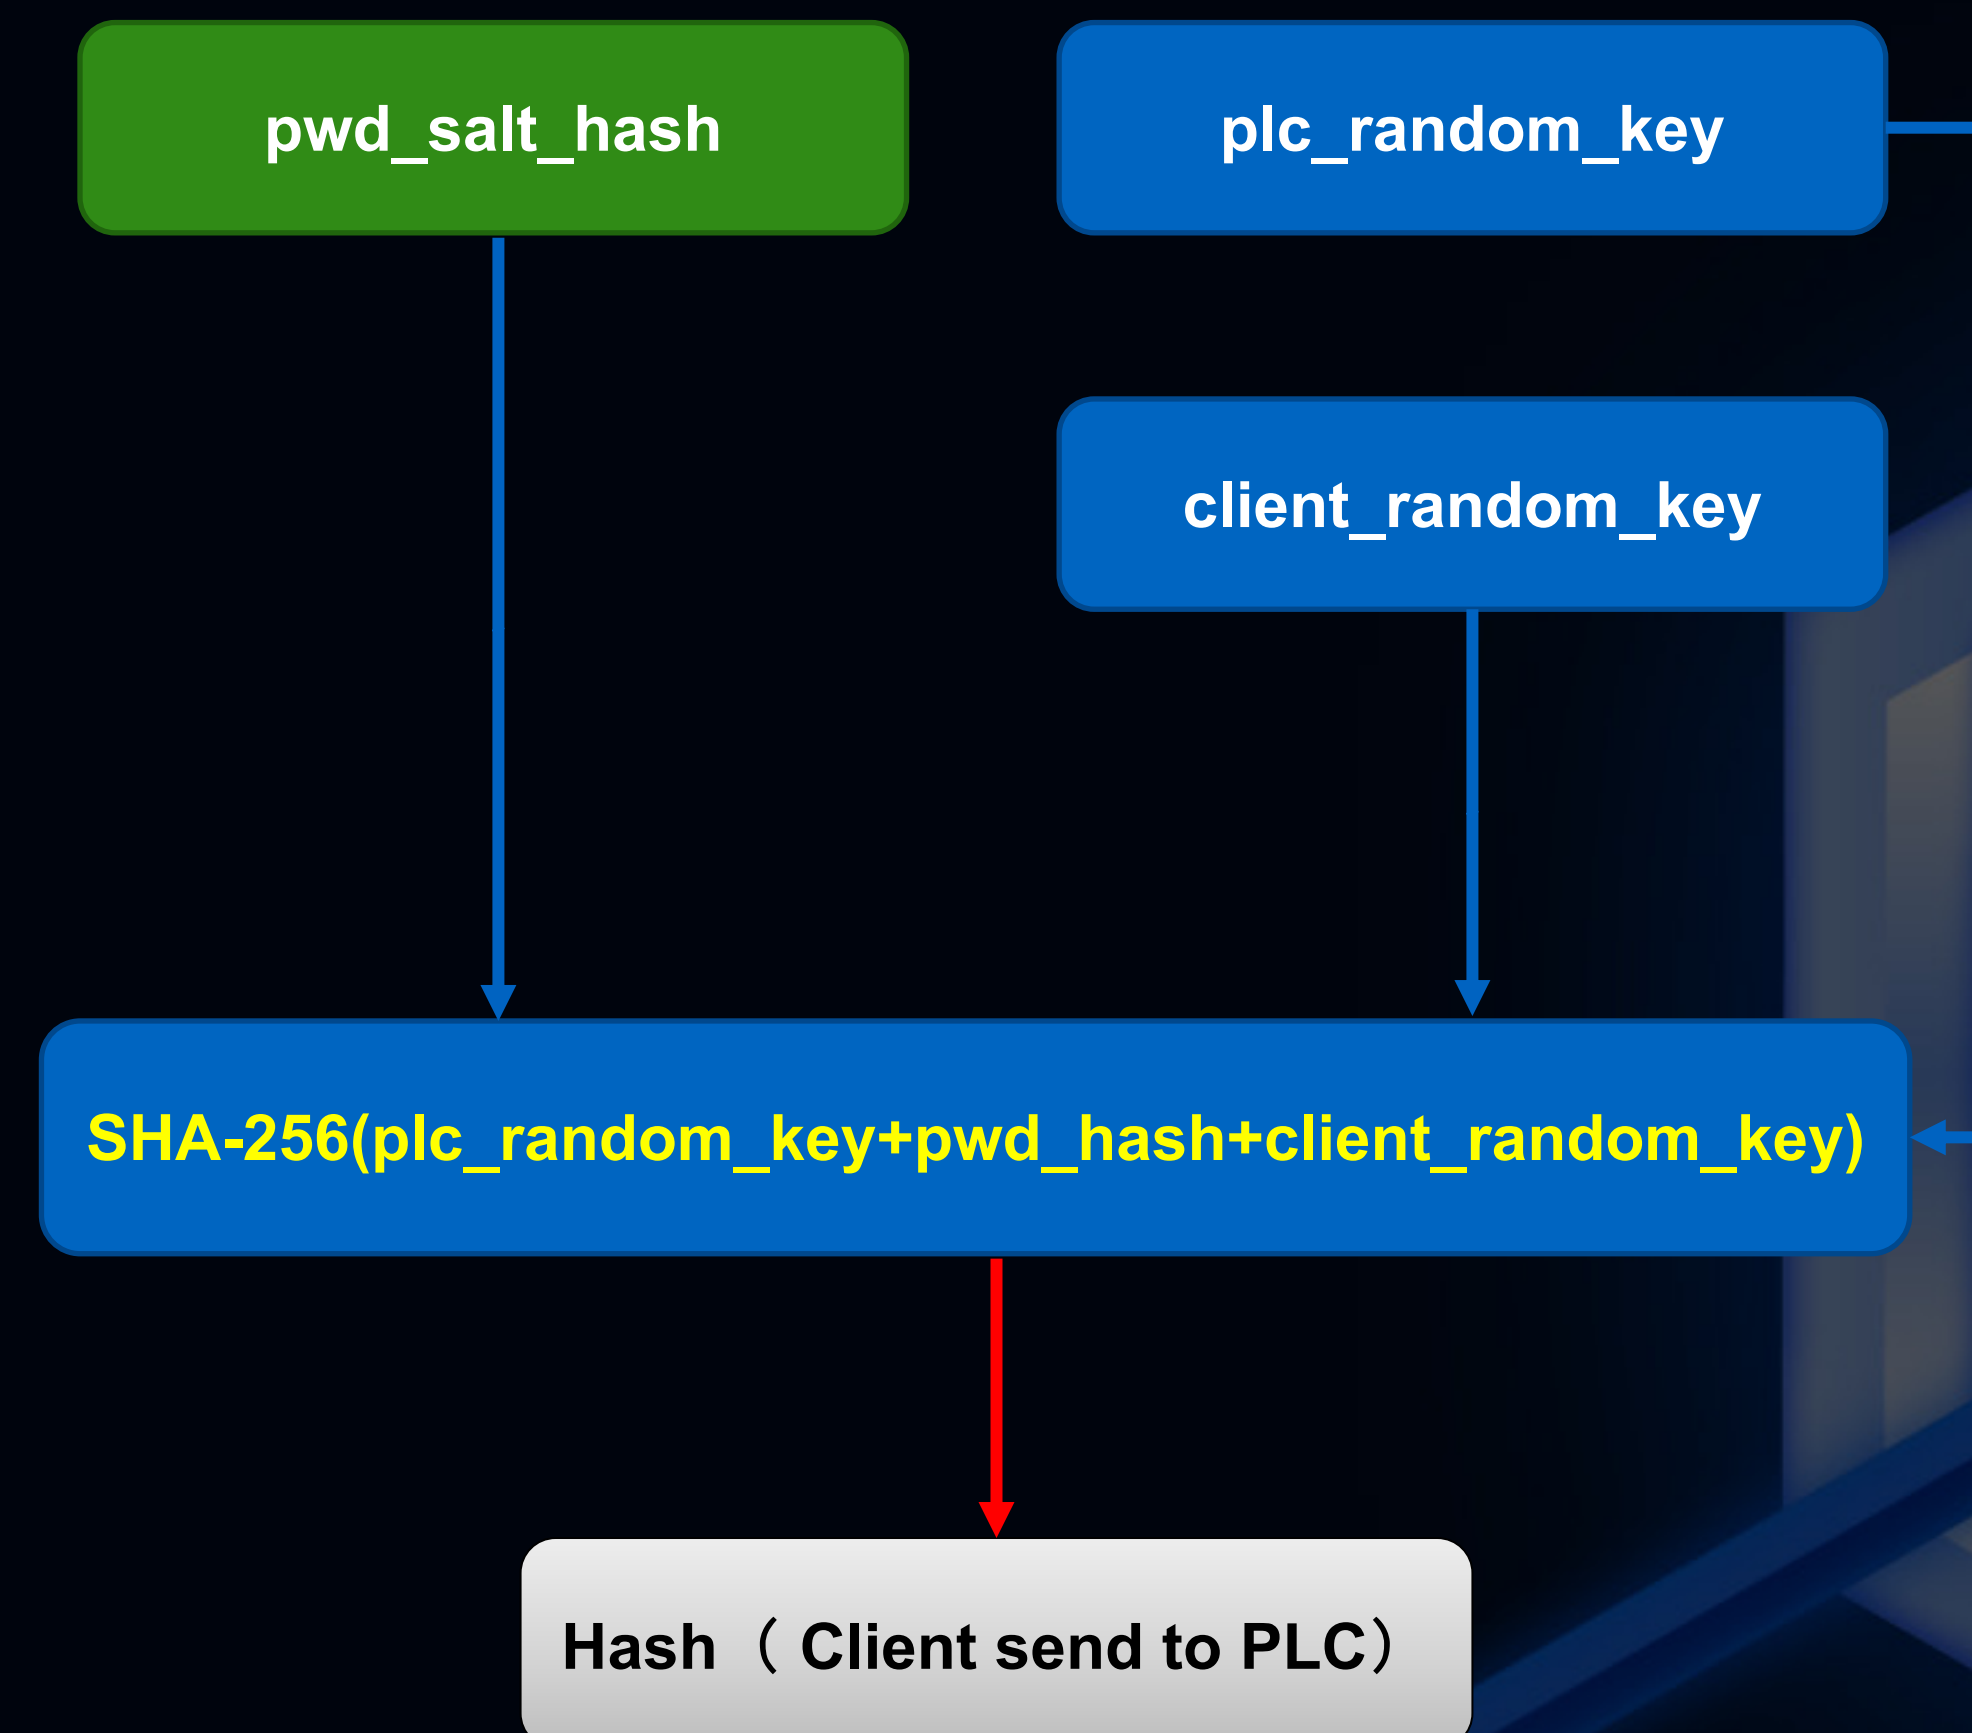 pwd_salt_hash
plc_random_key
client_random_key
SHA-256(plc_random_key+pwd_hash+client_random_key)
Hash（ Client send to PLC）